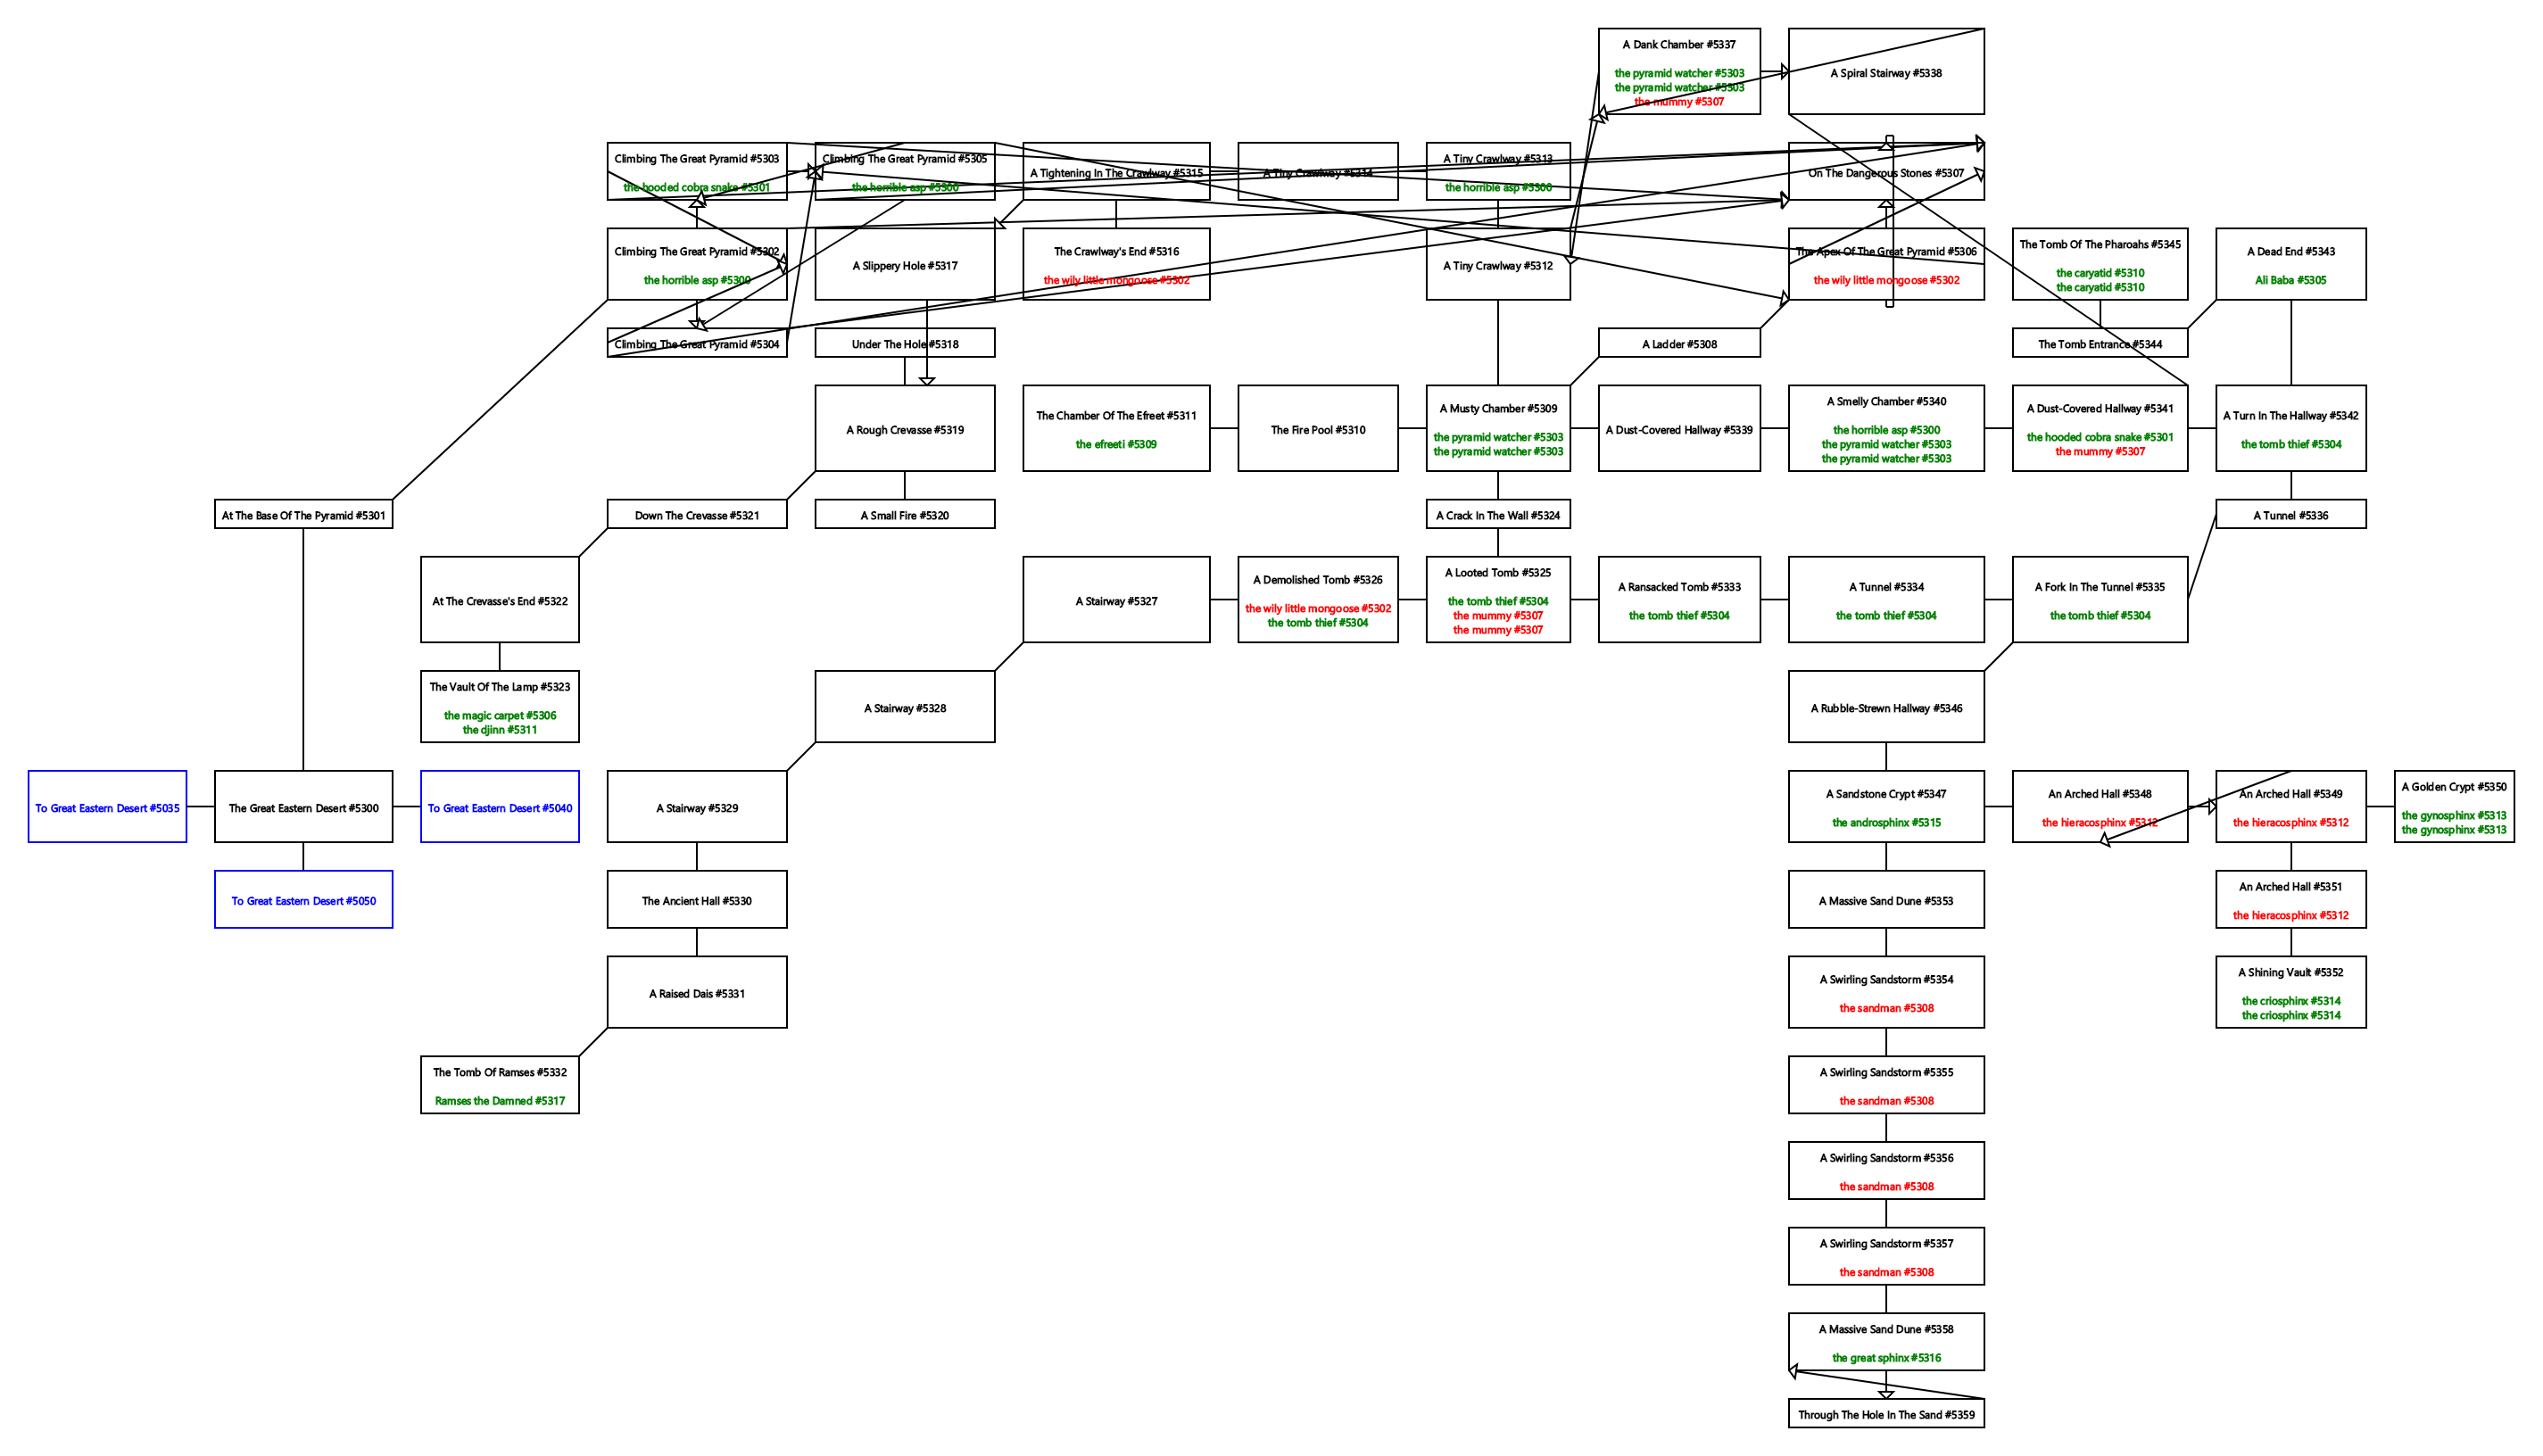 A Dank Chamber #5337
the pyramid watcher #5303
the pyramid watcher #5303
the mummy #5307
A Spiral Stairway #5338
Climbing The Great Pyramid #5303
the hooded cobra snake #5301
Climbing The Great Pyramid #5305
the horrible asp #5300
A Tightening In The Crawlway #5315
A Tiny Crawlway #5314
A Tiny Crawlway #5313
the horrible asp #5300
On The Dangerous Stones #5307
Climbing The Great Pyramid #5302
the horrible asp #5300
A Slippery Hole #5317
The Crawlway's End #5316
the wily little mongoose #5302
A Tiny Crawlway #5312
The Apex Of The Great Pyramid #5306
the wily little mongoose #5302
The Tomb Of The Pharoahs #5345
the caryatid #5310
the caryatid #5310
A Dead End #5343
Ali Baba #5305
Climbing The Great Pyramid #5304
Under The Hole #5318
A Ladder #5308
The Tomb Entrance #5344
A Rough Crevasse #5319
The Chamber Of The Efreet #5311
the efreeti #5309
The Fire Pool #5310
A Musty Chamber #5309
the pyramid watcher #5303
the pyramid watcher #5303
A Dust-Covered Hallway #5339
A Smelly Chamber #5340
the horrible asp #5300
the pyramid watcher #5303
the pyramid watcher #5303
A Dust-Covered Hallway #5341
the hooded cobra snake #5301
the mummy #5307
A Turn In The Hallway #5342
the tomb thief #5304
At The Base Of The Pyramid #5301
Down The Crevasse #5321
A Small Fire #5320
A Crack In The Wall #5324
A Tunnel #5336
At The Crevasse's End #5322
A Stairway #5327
A Demolished Tomb #5326
the wily little mongoose #5302
the tomb thief #5304
A Looted Tomb #5325
the tomb thief #5304
the mummy #5307
the mummy #5307
A Ransacked Tomb #5333
the tomb thief #5304
A Tunnel #5334
the tomb thief #5304
A Fork In The Tunnel #5335
the tomb thief #5304
The Vault Of The Lamp #5323
the magic carpet #5306
the djinn #5311
A Stairway #5328
A Rubble-Strewn Hallway #5346
To Great Eastern Desert #5035
The Great Eastern Desert #5300
To Great Eastern Desert #5040
A Stairway #5329
A Sandstone Crypt #5347
the androsphinx #5315
An Arched Hall #5348
the hieracosphinx #5312
An Arched Hall #5349
the hieracosphinx #5312
A Golden Crypt #5350
the gynosphinx #5313
the gynosphinx #5313
To Great Eastern Desert #5050
The Ancient Hall #5330
A Massive Sand Dune #5353
An Arched Hall #5351
the hieracosphinx #5312
A Raised Dais #5331
A Swirling Sandstorm #5354
the sandman #5308
A Shining Vault #5352
the criosphinx #5314
the criosphinx #5314
The Tomb Of Ramses #5332
Ramses the Damned #5317
A Swirling Sandstorm #5355
the sandman #5308
A Swirling Sandstorm #5356
the sandman #5308
A Swirling Sandstorm #5357
the sandman #5308
A Massive Sand Dune #5358
the great sphinx #5316
Through The Hole In The Sand #5359